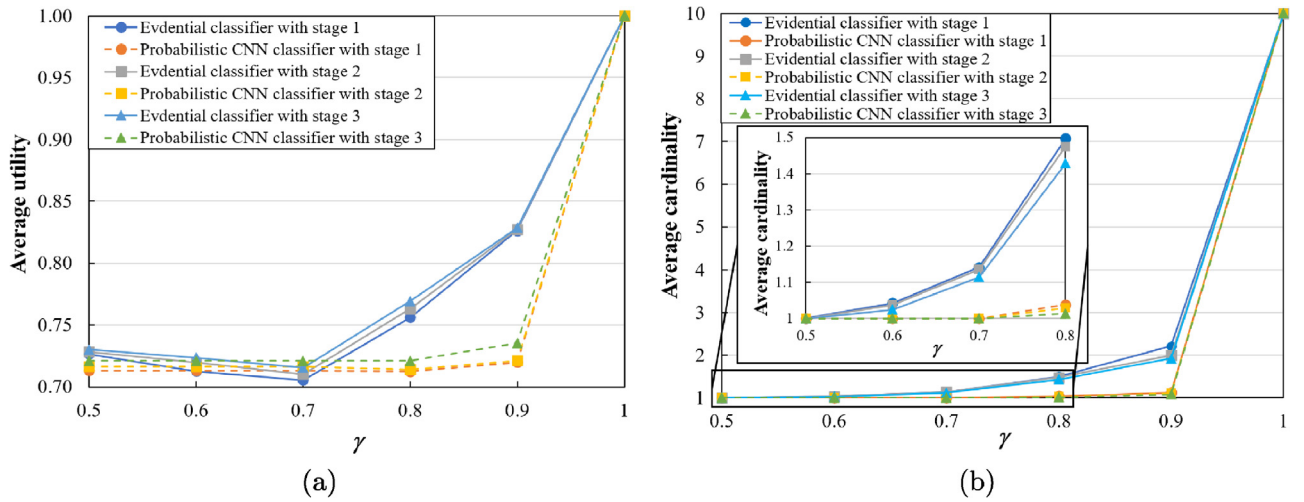 1.00
0.95
0.90
0.85
0.80
0.75
0.70
Average utility
Evdential classifier with stage 1
Probabilistic CNN classifier with stage 1
Evdential classifier with stage 2
Probabilistic CNN classifier with stage 2
Evdential classifier with stage 3
Probabilistic CNN classifier with stage 3
0.5 0.6 0.7 0.8 0.9 1
γ
(a)
10
9
8
7
6
5
4
3
2
1
Average cardinality
Evidential classifier with stage 1
Probabilistic CNN classifier with stage 1
Evidential classifier with stage 2
Probabilistic CNN classifier with stage 2
Evidential classifier with stage 3
Probabilistic CNN classifier with stage 3
1.5
1.4
1.3
1.2
1.1
1
Average cardinality
0.5 0.6 0.7 0.8
γ
0.5 0.6 0.7 0.8 0.9 1
γ
(b)